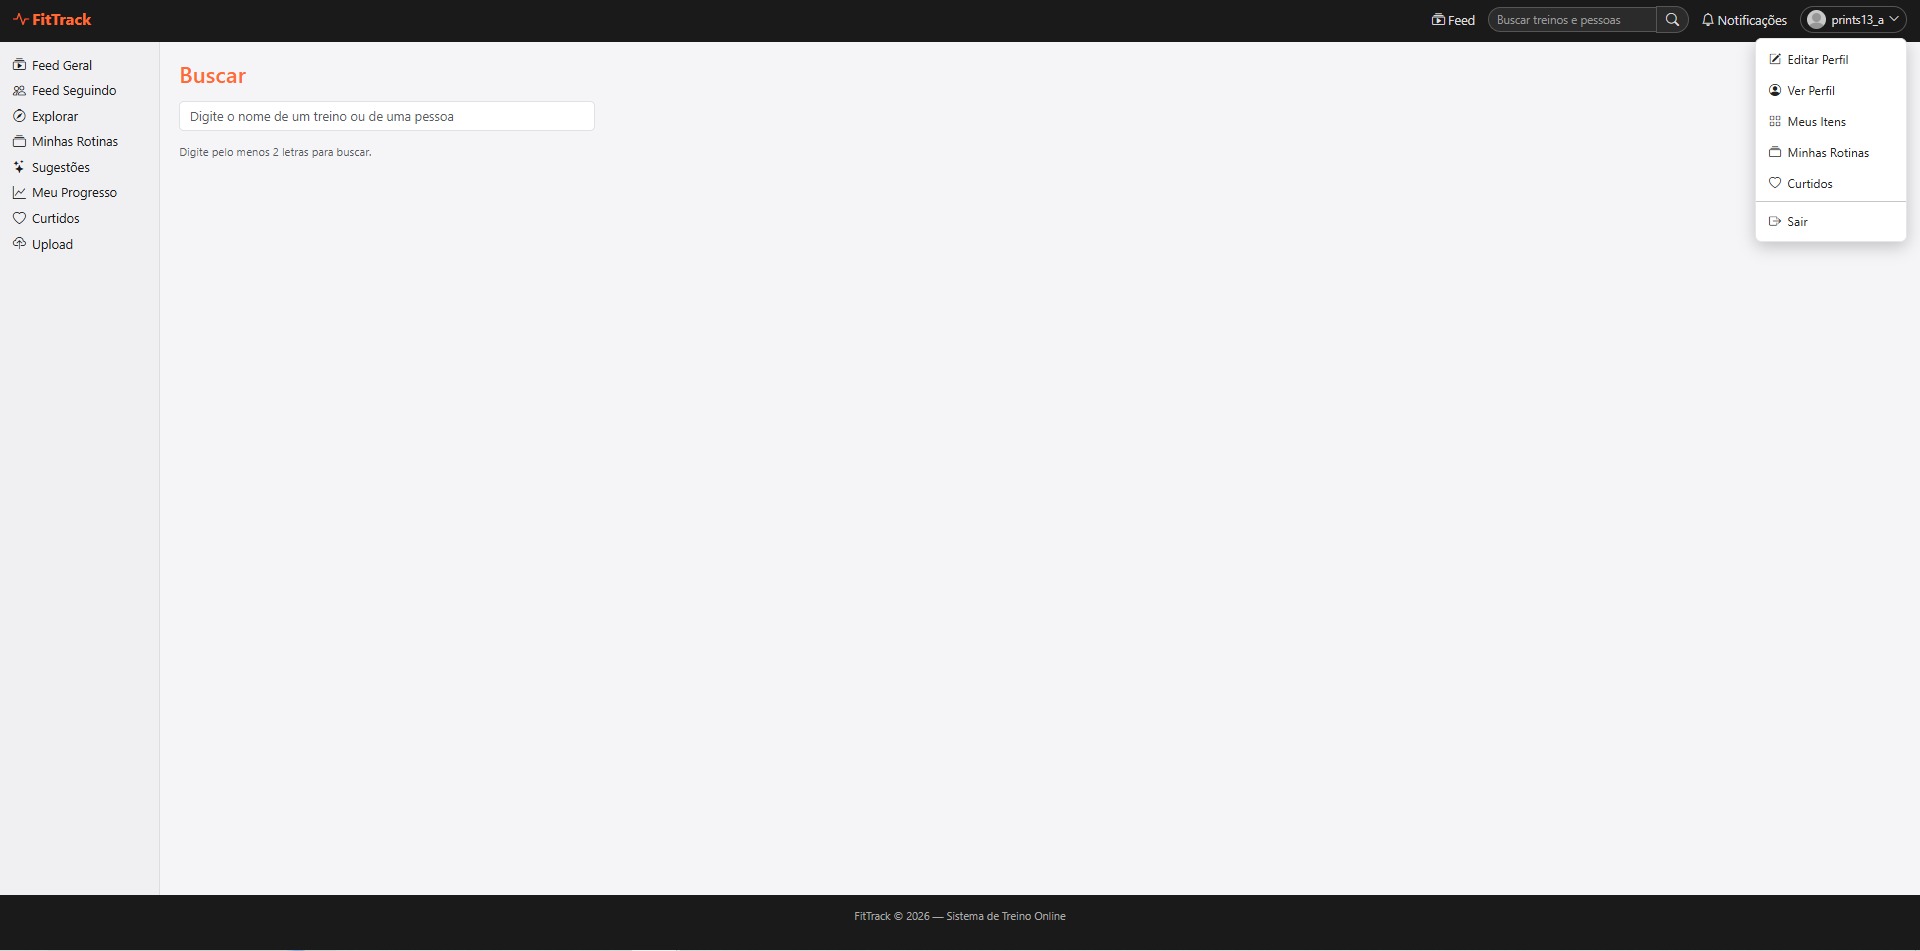 FitTrack
Feed
Buscar treinos e pessoas
Notificações
prints13_a
Feed Geral
Feed Seguindo
Explorar
Minhas Rotinas
Sugestões
Meu Progresso
Curtidos
Upload
Buscar
Digite o nome de um treino ou de uma pessoa
Digite pelo menos 2 letras para buscar.
Editar Perfil
Ver Perfil
Meus Itens
Minhas Rotinas
Curtidos
Sair
FitTrack © 2026 — Sistema de Treino Online